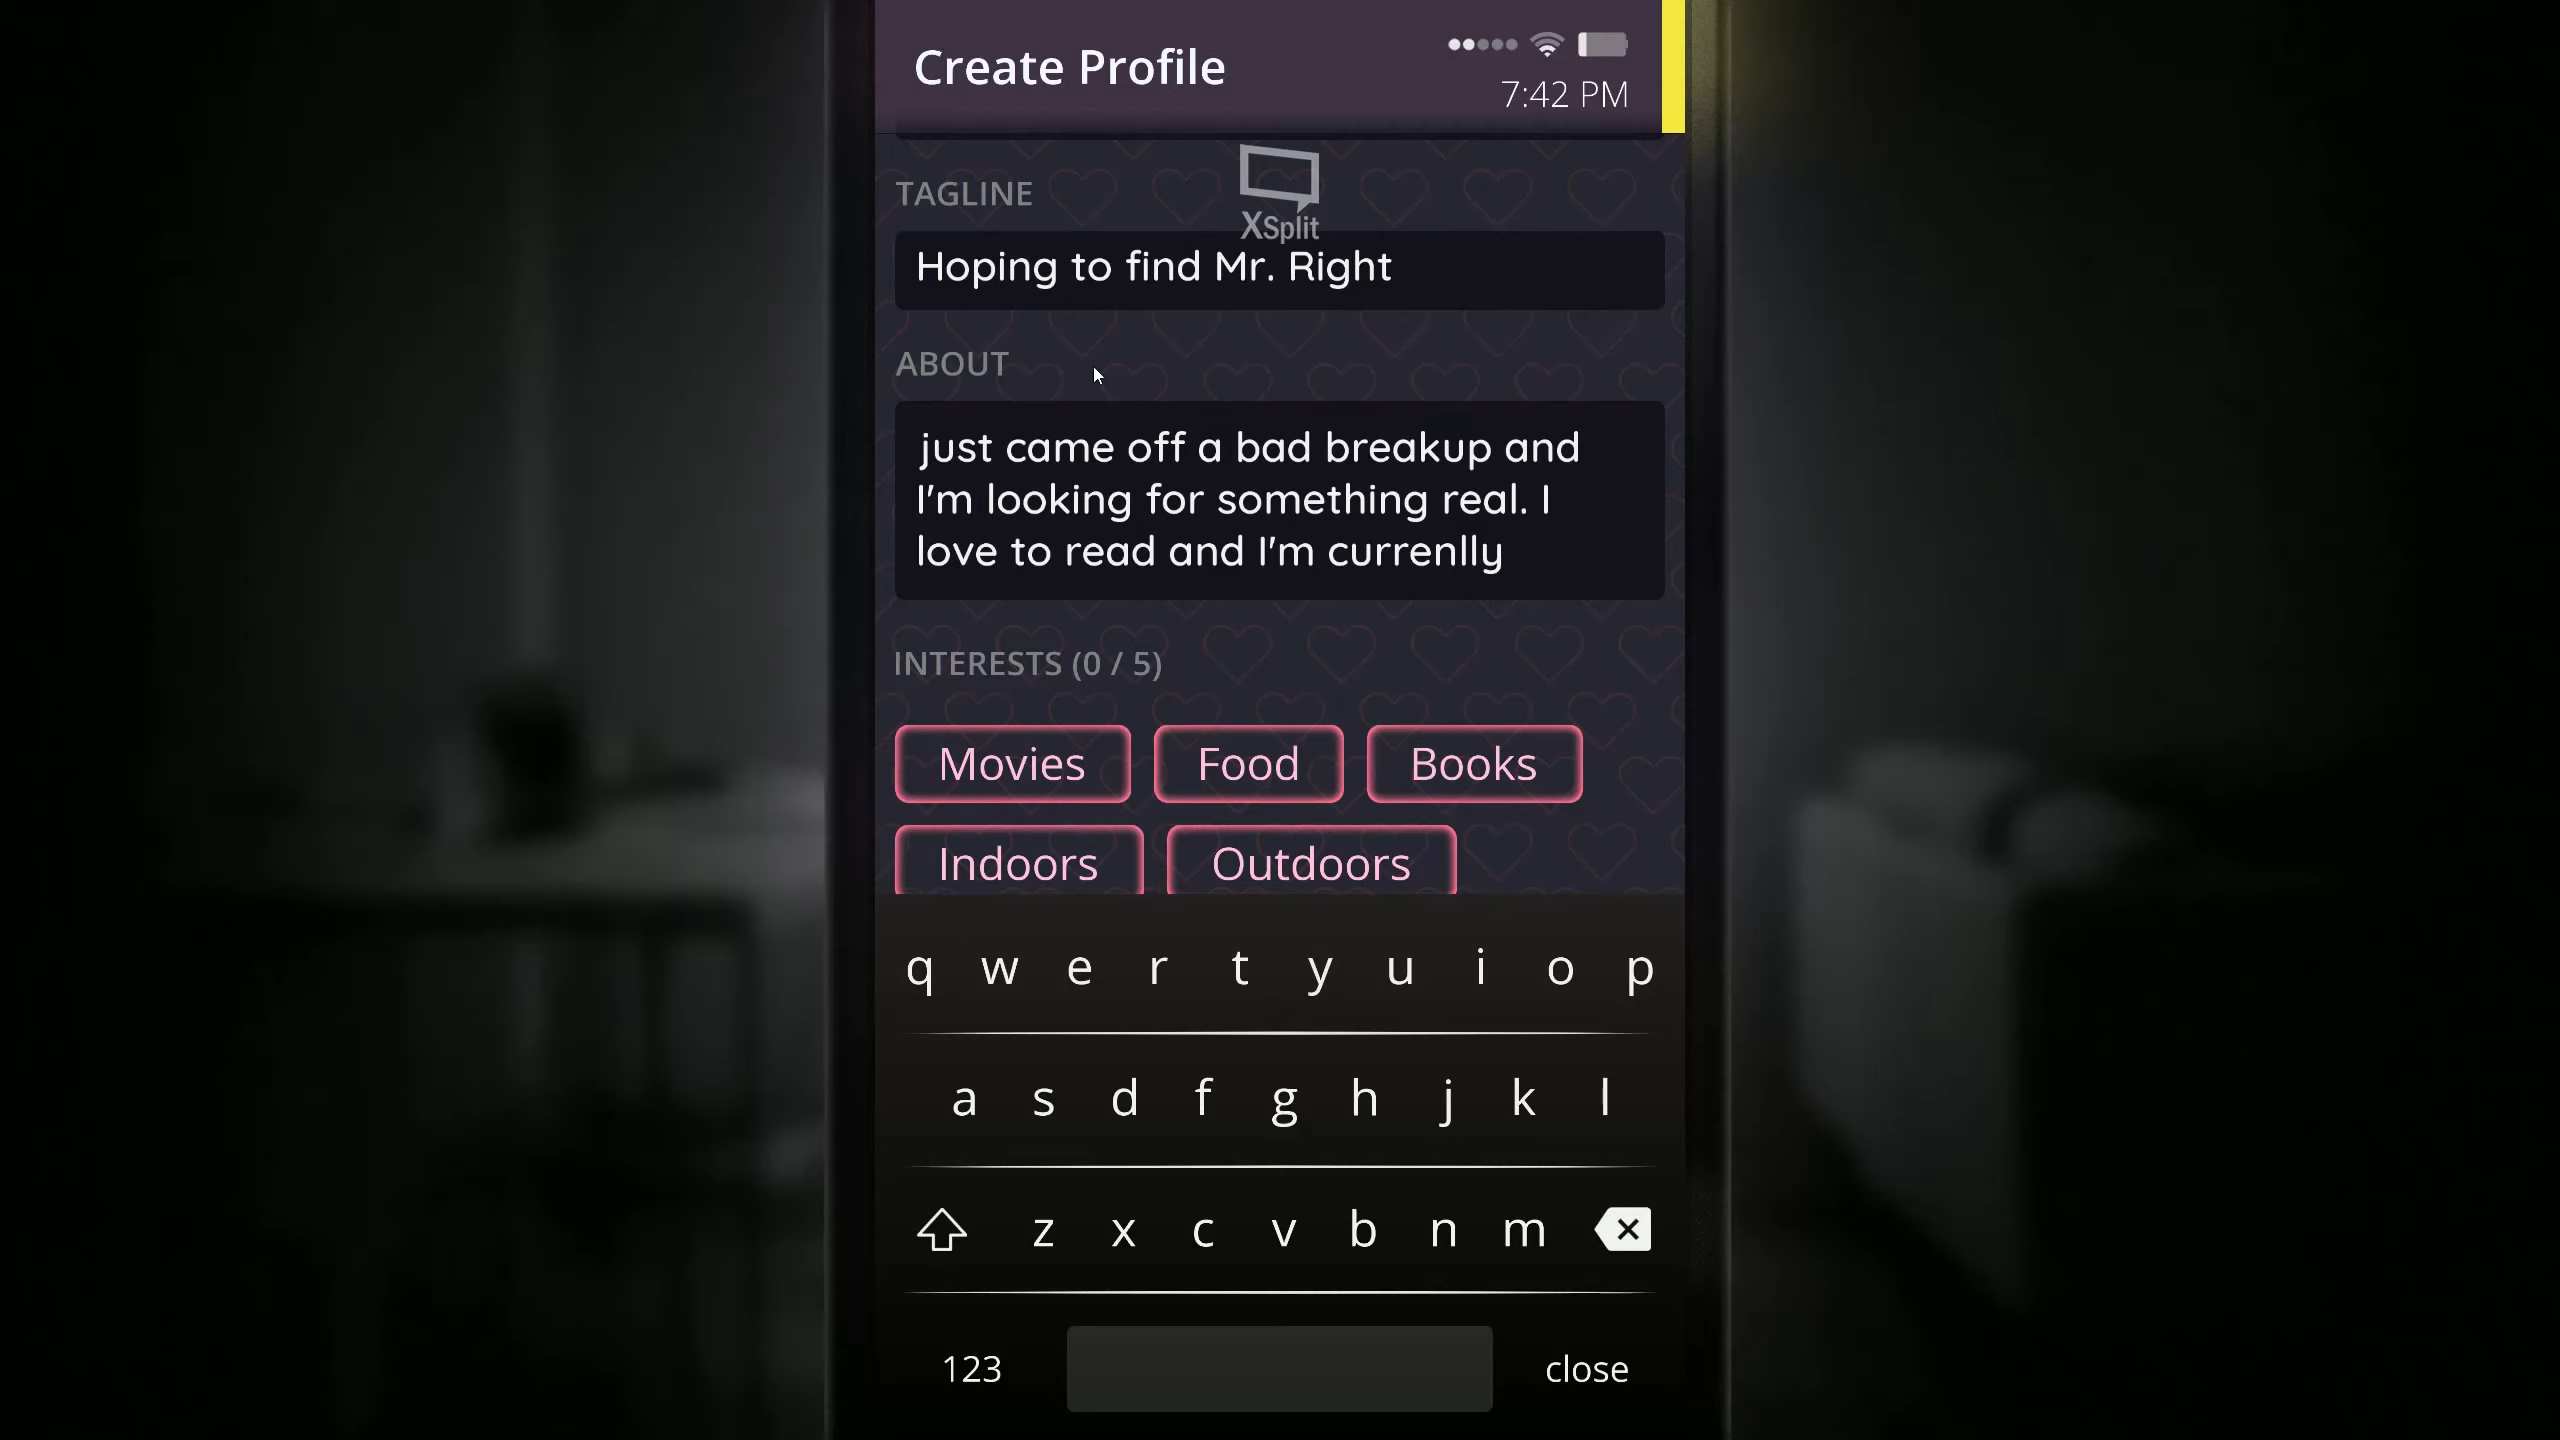 Create Profile
7:42 PM
XSplit
TAGLINE
Hoping to find Mr. Right
ABOUT
just came off a bad breakup and
I'm looking for something real. I
love to read and I'm currenlly
INTERESTS (0 / 5)
Movies Food Books
Indoors Outdoors
q w e r t y u i o p
a s d f g h j k l
z x c v b n m
123 close